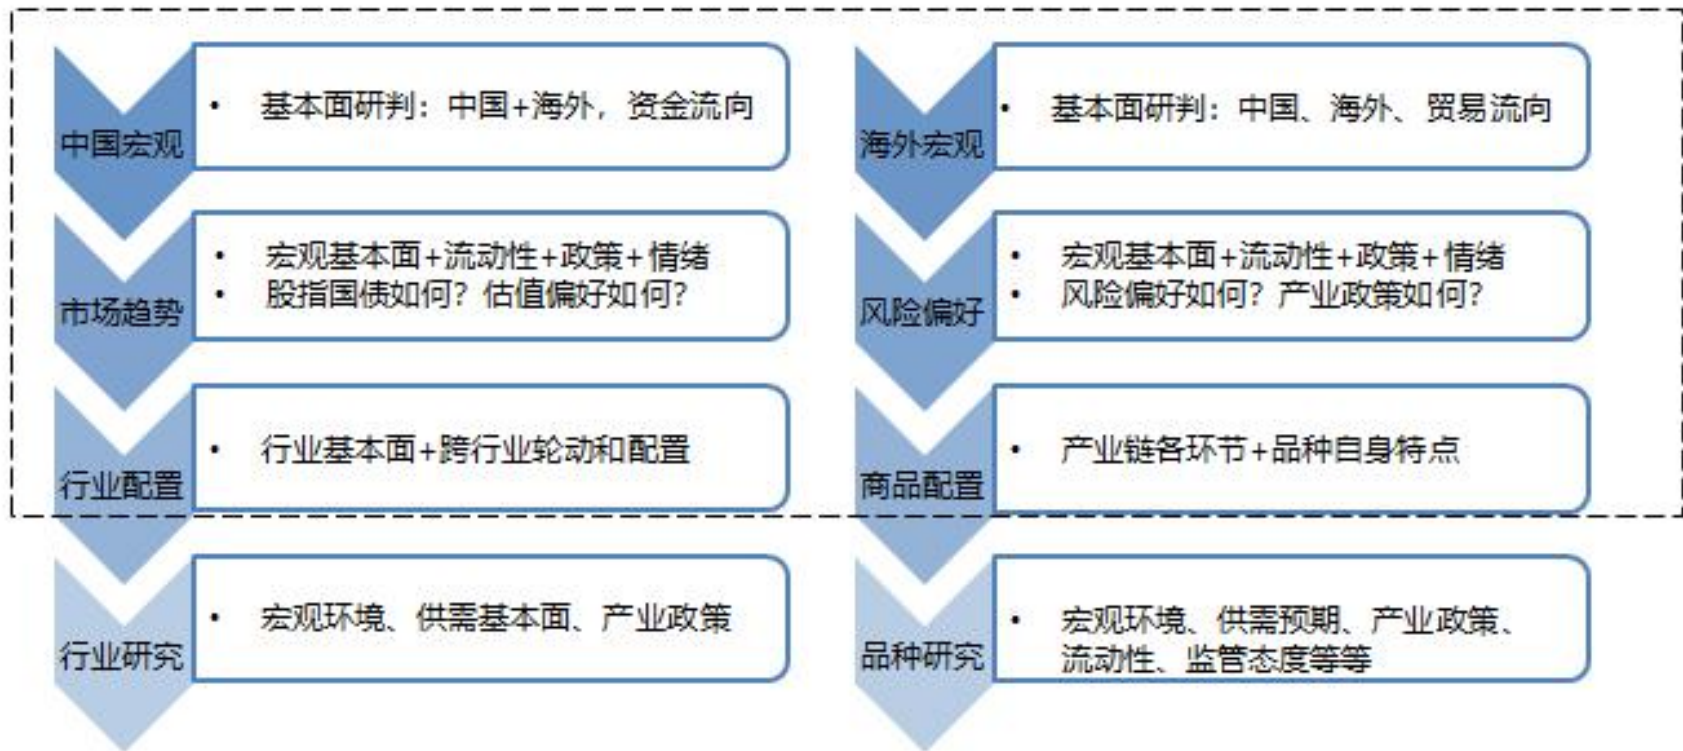 中国宏观
• 基本面研判：中国+海外，资金流向
市场趋势
• 宏观基本面+流动性+政策+情绪
• 股指国债如何？估值偏好如何？
行业配置
• 行业基本面+跨行业轮动和配置
行业研究
• 宏观环境、供需基本面、产业政策
海外宏观
• 基本面研判：中国、海外、贸易流向
风险偏好
• 宏观基本面+流动性+政策+情绪
• 风险偏好如何？产业政策如何？
商品配置
• 产业链各环节+品种自身特点
品种研究
• 宏观环境、供需预期、产业政策、
流动性、监管态度等等